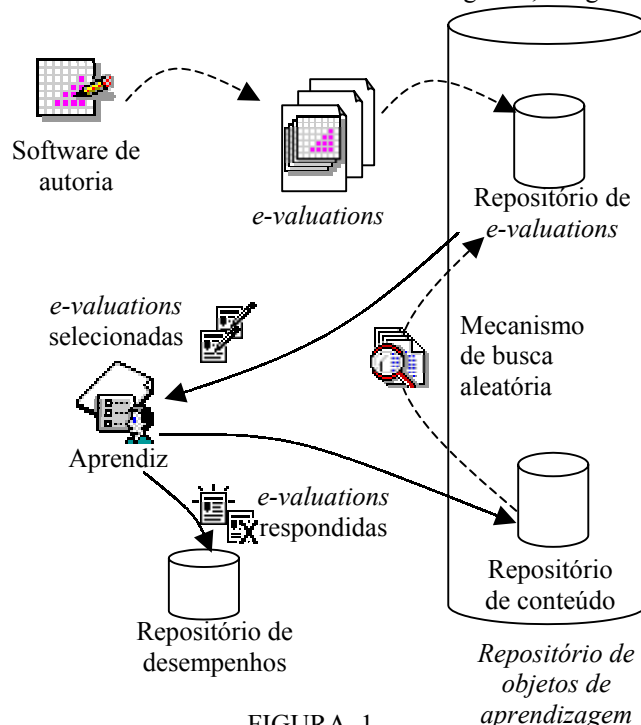 Software de
autoria
e-valuations
Repositório de
e-valuations
e-valuations
selecionadas
Mecanismo
de busca
aleatória
Aprendiz
e-valuations
respondidas
Repositório
de conteúdo
Repositório de
desempenhos
Repositório de
objetos de
aprendizagem
FIGURA 1